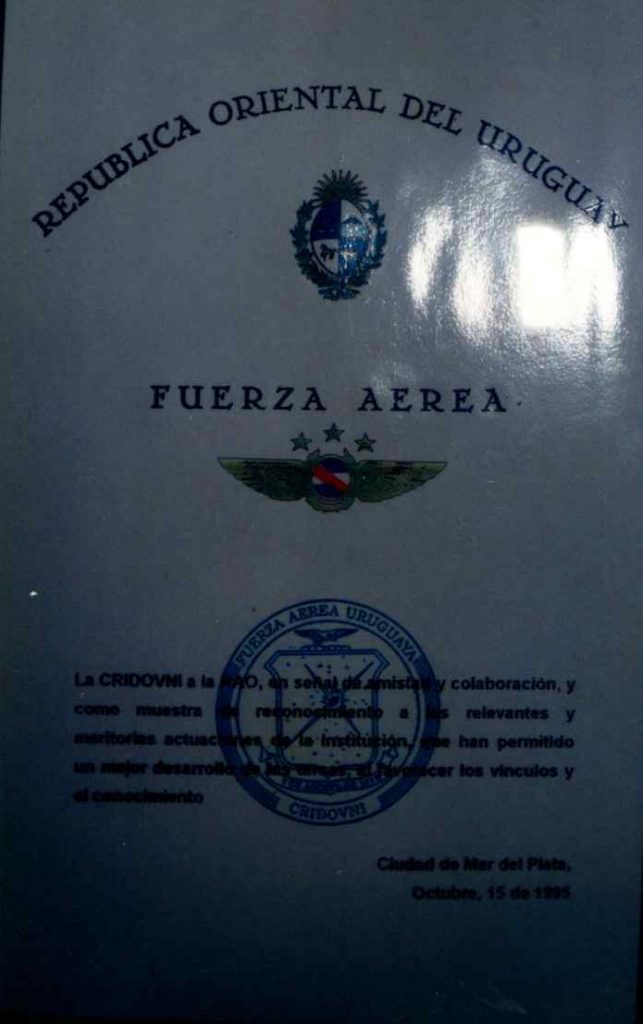 REPUBLICA ORIENTAL DEL URUGUAY
FUERZA AEREA
FUERZA AEREA URUGUAYA
CRIDOVNI
La CRIDOVNI a la en señal de amistad y colaboración, y
como muestra de reconocimiento a las relevantes y
meritorias actuaciones de la Institución, que han permitido
un mejor desarrollo de las tareas, al favorecer los vínculos y
el conocimiento
Ciudad de Mar del Plata,
Octubre, 15 de 1995